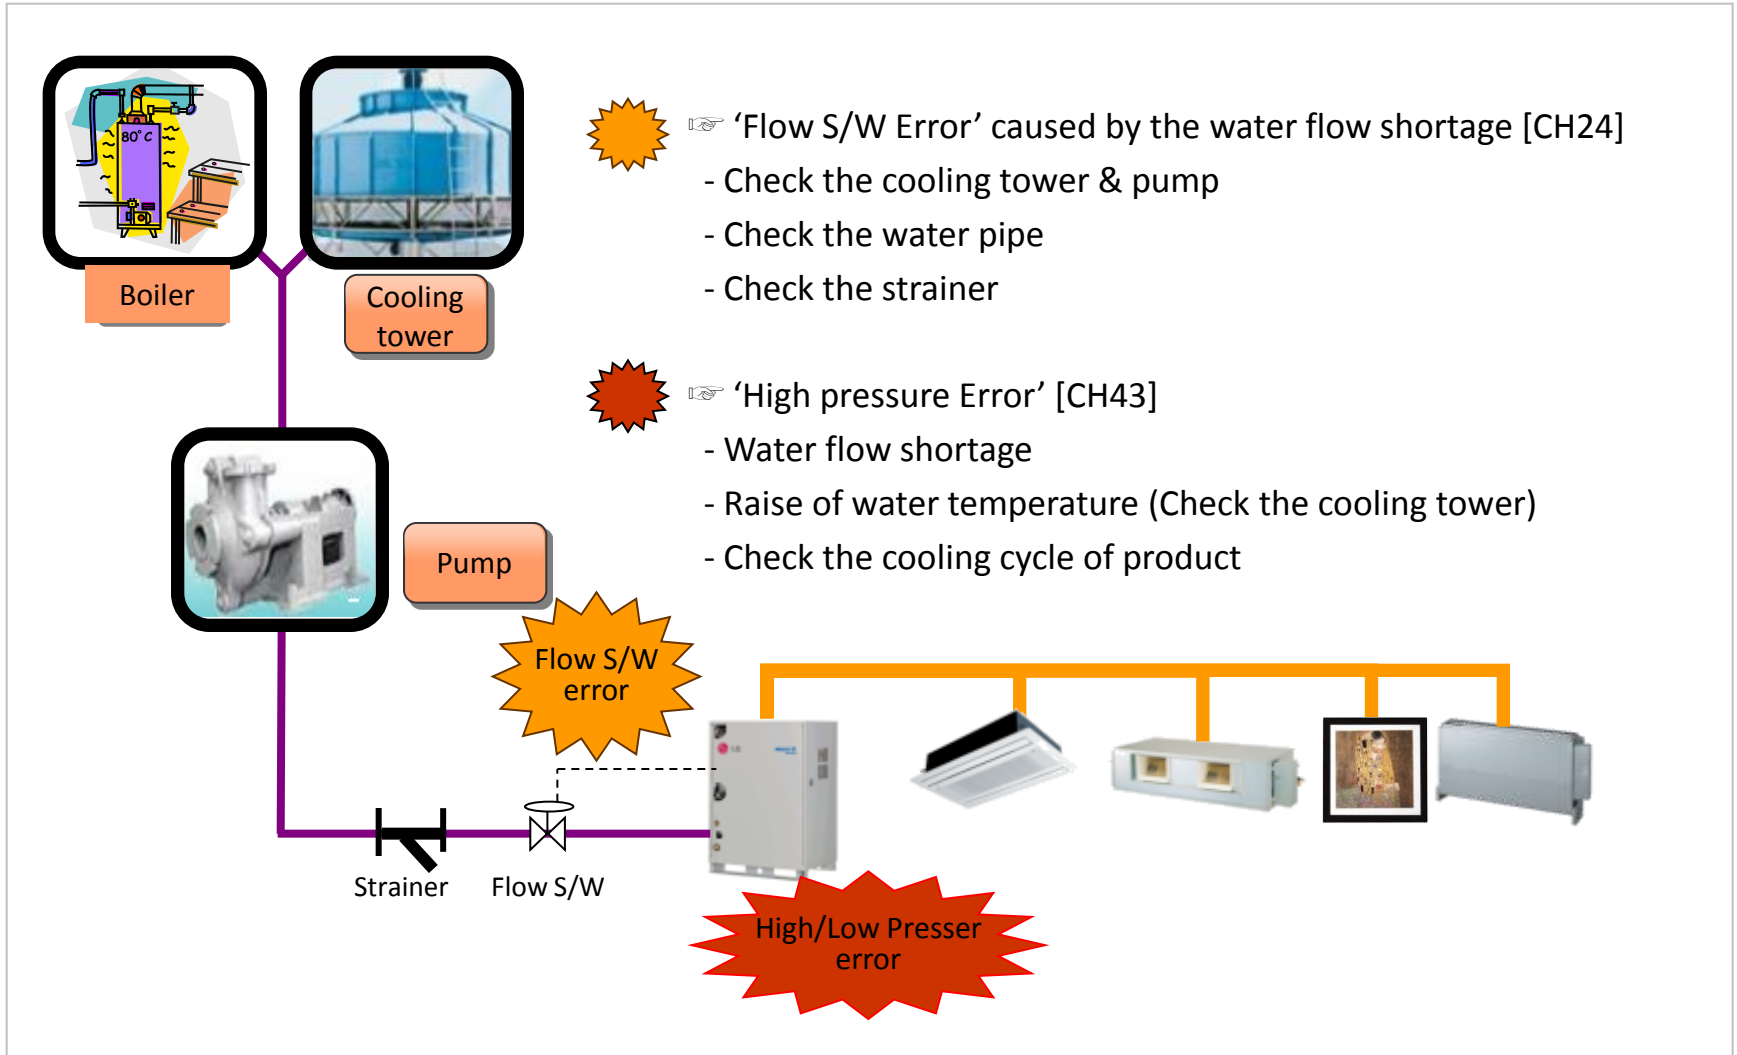 80°C
Boiler
Cooling
tower
☞ ‘Flow S/W Error’ caused by the water flow shortage [CH24]
- Check the cooling tower & pump
- Check the water pipe
- Check the strainer
☞ ‘High pressure Error’ [CH43]
- Water flow shortage
- Raise of water temperature (Check the cooling tower)
- Check the cooling cycle of product
Pump
Flow S/W
error
LG
Strainer
Flow S/W
High/Low Presser
error